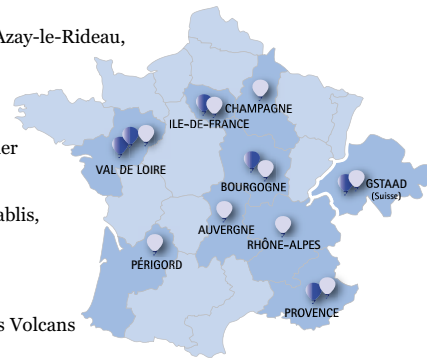 Azay-le-Rideau,
CHAMPAGNE
ILE-DE-FRANCE
er
VAL DE LOIRE
BOURGOGNE
GSTAAD
(Suisse)
ablis,
AUVERGNE
RHÔNE-ALPES
PÉRIGORD
PROVENCE
s Volcans